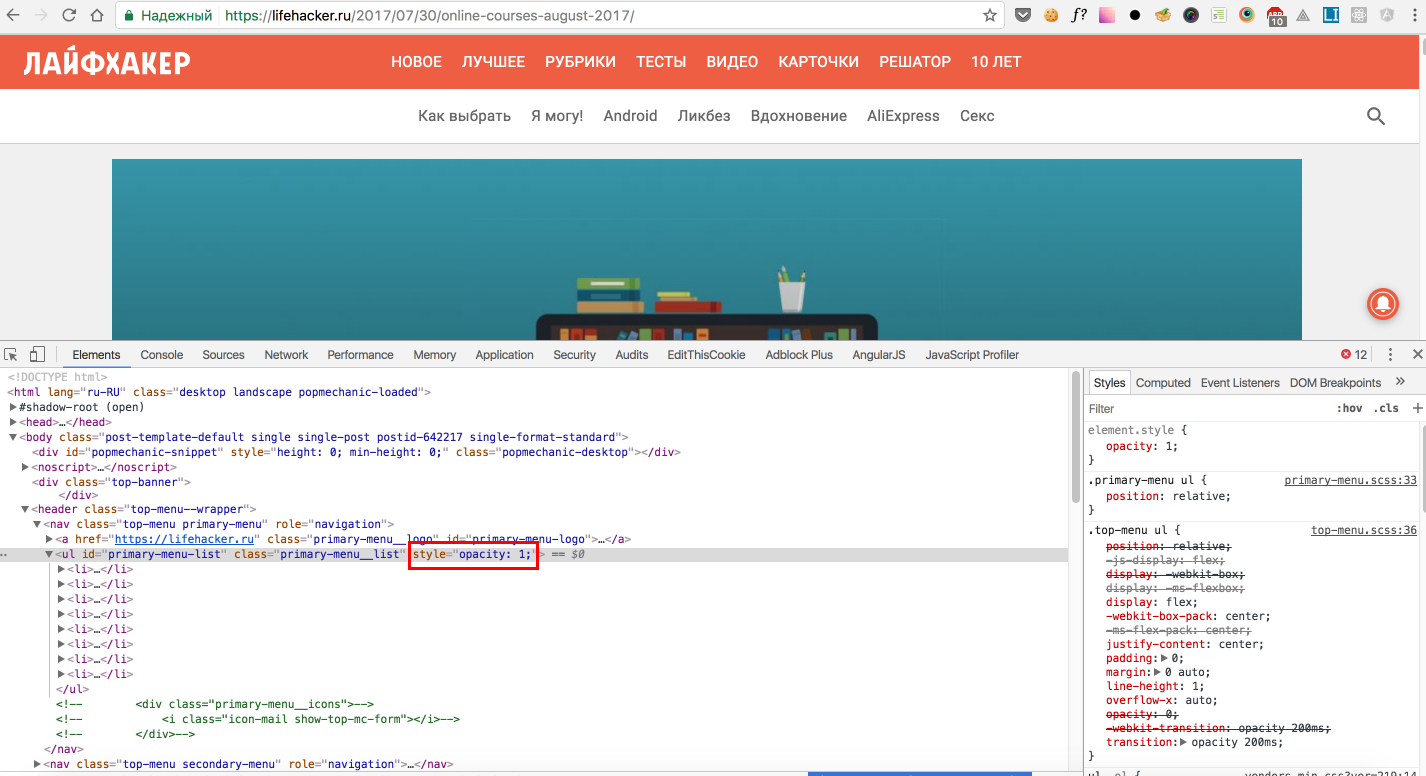 Надежный https://lifehacker.ru/2017/07/30/online-courses-august-2017/
ЛАЙФХАКЕР НОВОЕ ЛУЧШЕЕ РУБРИКИ ТЕСТЫ ВИДЕО КАРТОЧКИ РЕШАТОР 10 ЛЕТ
Как выбрать Я могу! Android Ликбез Вдохновение AliExpress Секс
Elements Console Sources Network Performance Memory Application Security Audits EditThisCookie Adblock Plus AngularJS JavaScript Profiler 12
<!DOCTYPE html>
<html lang="ru-RU" class="desktop landscape popmechanic-loaded">
#shadow-root (open)
<head>…</head>
<body class="post-template-default single single-post postid-642217 single-format-standard">
<div id="popmechanic-snippet" style="height: 0; min-height: 0;" class="popmechanic-desktop"></div>
<noscript>…</noscript>
<div class="top-banner">
</div>
<header class="top-menu--wrapper">
<nav class="top-menu primary-menu" role="navigation">
<a href="https://lifehacker.ru" class="primary-menu__logo" id="primary-menu-logo">…</a>
<ul id="primary-menu-list" class="primary-menu__list" style="opacity: 1;"> == $0
<li>…</li>
<li>…</li>
<li>…</li>
<li>…</li>
<li>…</li>
<li>…</li>
<li>…</li>
<li>…</li>
</ul>
<!-- <div class="primary-menu__icons">-->
<!-- <i class="icon-mail show-top-mc-form"></i>-->
<!-- </div>-->
</nav>
<nav class="top-menu secondary-menu" role="navigation">…</nav>
Styles Computed Event Listeners DOM Breakpoints »
Filter :hov .cls +
element.style {
opacity: 1;
}
.primary-menu ul { primary-menu.scss:33
position: relative;
}
.top-menu ul { top-menu.scss:36
position: relative;
-js-display: flex;
display: -webkit-box;
display: -ms-flexbox;
display: flex;
-webkit-box-pack: center;
-ms-flex-pack: center;
justify-content: center;
padding: 0;
margin: 0 auto;
line-height: 1;
overflow-x: auto;
opacity: 0;
-webkit-transition: opacity 200ms;
transition: opacity 200ms;
}